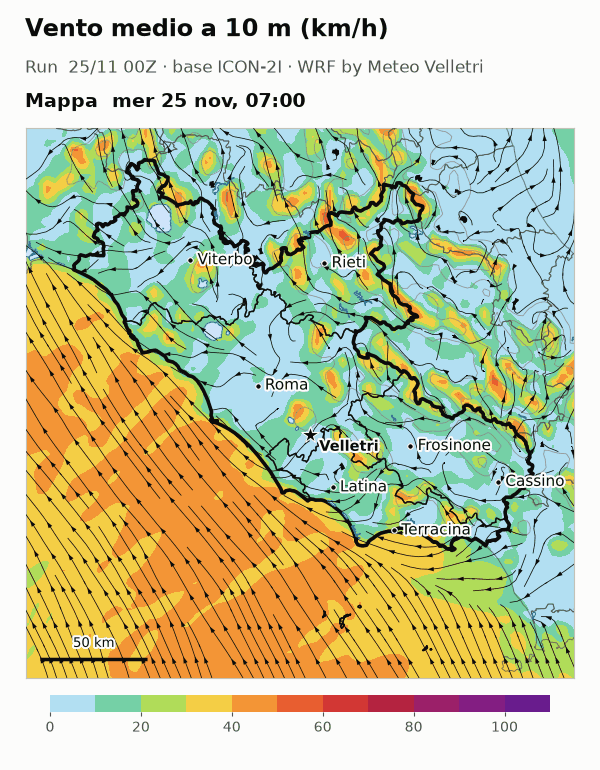 Vento medio a 10 m (km/h)
Run  25/11 00Z · base ICON-2I · WRF by Meteo Velletri
Mappa  mer 25 nov, 07:00
Viterbo
Rieti
Roma
Velletri
Frosinone
Latina
Cassino
Terracina
50 km
0 20 40 60 80 100